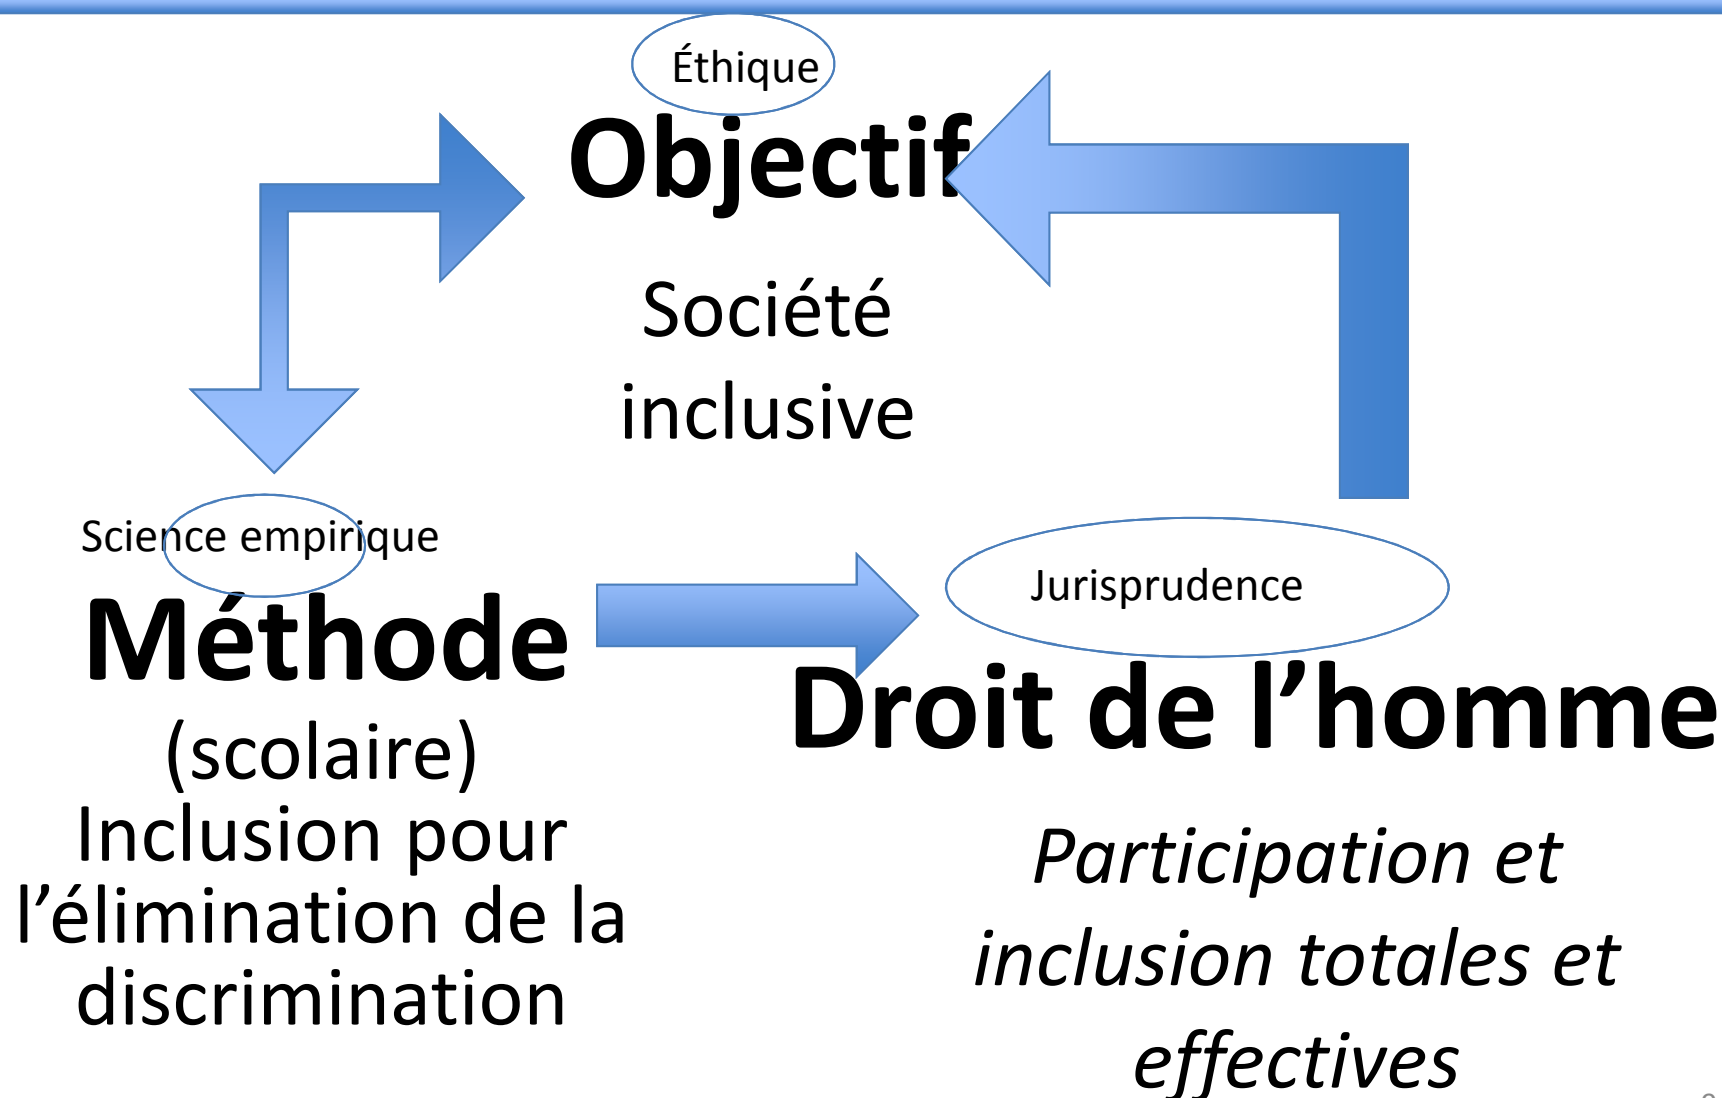 Éthique
Objectif
Société
inclusive
Science empirique
Méthode
(scolaire)
Inclusion pour
l’élimination de la
discrimination
Jurisprudence
Droit de l’homme
Participation et
inclusion totales et
effectives